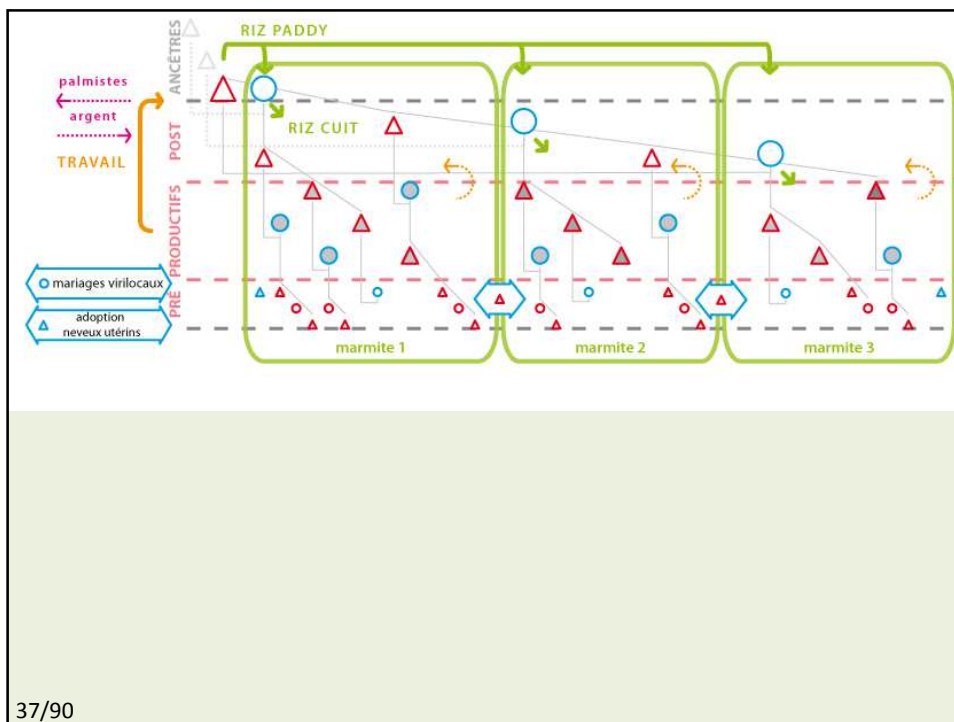 RIZ PADDY
ANCÊTRES
palmistes
argent
TRAVAIL
RIZ CUIT
POST
PRODUCTIFS
PRÉ
mariages virilocaux
adoption
neveux utérins
marmite 1
marmite 2
marmite 3
37/90